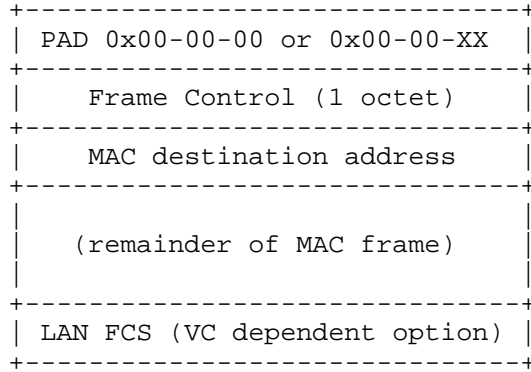 PAD 0x00-00-00 or 0x00-00-XX
Frame Control (1 octet)
MAC destination address
(remainder of MAC frame)
LAN FCS (VC dependent option)